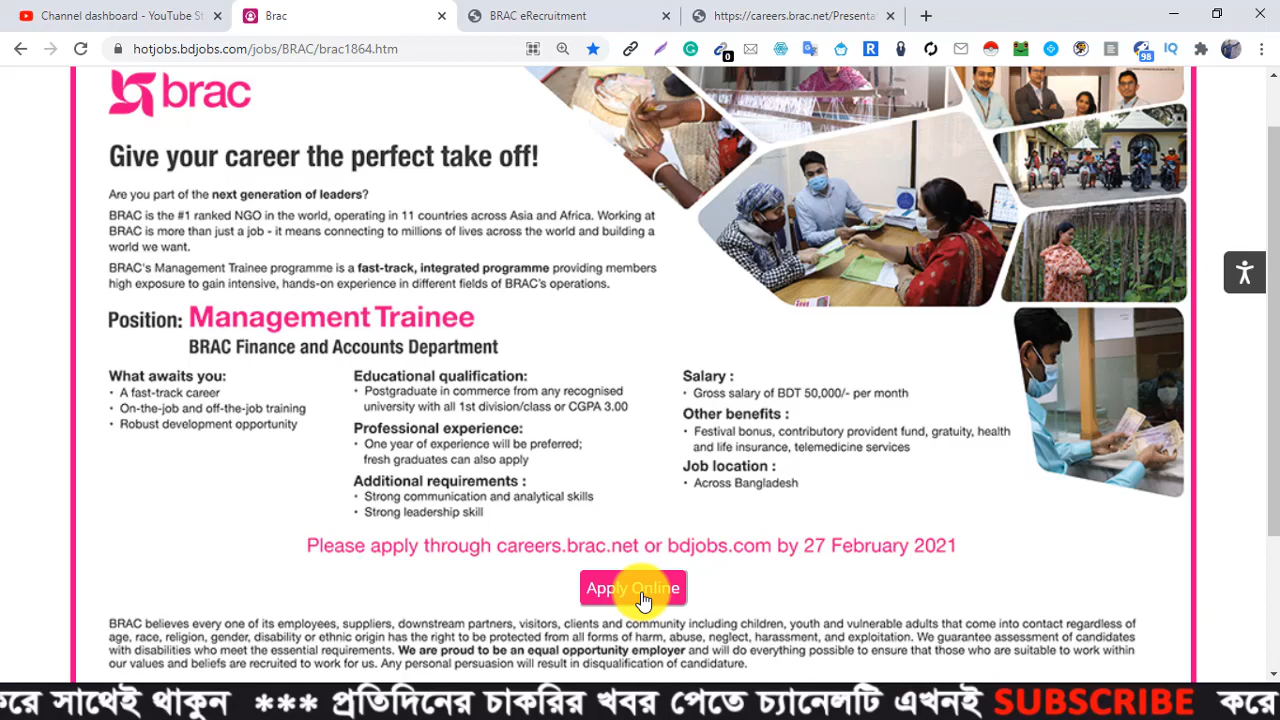 Channel dashboard - YouTube St
Brac
BRAC eRecruitment
https://careers.brac.net/Presenta
hotjobs.bdjobs.com/jobs/BRAC/brac1864.htm
0
98
IQ
brac
Give your career the perfect take off!
Are you part of the next generation of leaders?
BRAC is the #1 ranked NGO in the world, operating in 11 countries across Asia and Africa. Working at
BRAC is more than just a job - it means connecting to millions of lives across the world and building a
world we want.
BRAC's Management Trainee programme is a fast-track, integrated programme providing members
high exposure to gain intensive, hands-on experience in different fields of BRAC's operations.
Position: Management Trainee
BRAC Finance and Accounts Department
What awaits you:
• A fast-track career
• On-the-job and off-the-job training
• Robust development opportunity
Educational qualification:
• Postgraduate in commerce from any recognised
university with all 1st division/class or CGPA 3.00
Professional experience:
• One year of experience will be preferred;
fresh graduates can also apply
Additional requirements :
• Strong communication and analytical skills
• Strong leadership skill
Salary :
• Gross salary of BDT 50,000/- per month
Other benefits :
• Festival bonus, contributory provident fund, gratuity, health
and life insurance, telemedicine services
Job location :
• Across Bangladesh
Please apply through careers.brac.net or bdjobs.com by 27 February 2021
Apply Online
BRAC believes every one of its employees, suppliers, downstream partners, visitors, clients and community including children, youth and vulnerable adults that come into contact regardless of
age, race, religion, gender, disability or ethnic origin has the right to be protected from all forms of harm, abuse, neglect, harassment, and exploitation. We guarantee assessment of candidates
with disabilities who meet the essential requirements. We are proud to be an equal opportunity employer and will do everything possible to ensure that those who are suitable to work within
our values and beliefs are recruited to work for us. Any personal persuasion will result in disqualification of candidature.
করে সাথেই থাকুন *** প্রতিদিনের চাকরির খবর পেতে চ্যানেলটি এখনই SUBSCRIBE করে